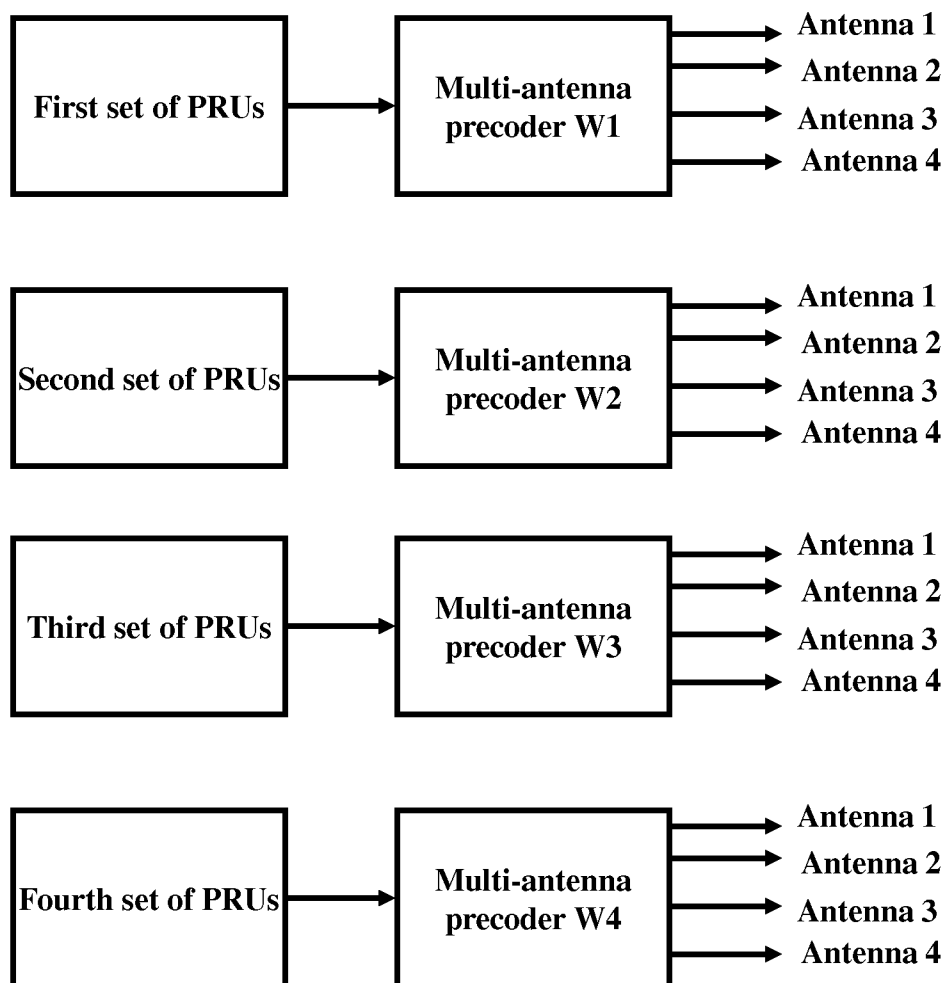 First set of PRUs
Multi-antenna
precoder W1
Antenna 1
Antenna 2
Antenna 3
Antenna 4
Second set of PRUs
Multi-antenna
precoder W2
Antenna 1
Antenna 2
Antenna 3
Antenna 4
Third set of PRUs
Multi-antenna
precoder W3
Antenna 1
Antenna 2
Antenna 3
Antenna 4
Fourth set of PRUs
Multi-antenna
precoder W4
Antenna 1
Antenna 2
Antenna 3
Antenna 4